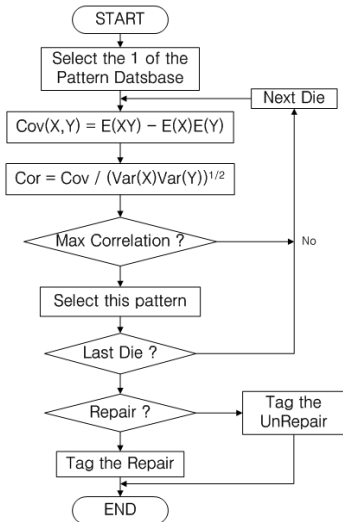 START
Select the 1 of the
Pattern Datsbase
Next Die
Cov(X,Y) = E(XY) − E(X)E(Y)
Cor = Cov / (Var(X)Var(Y))¹/²
Max Correlation ?
No
Select this pattern
Last Die ?
Repair ?
Tag the
UnRepair
Tag the Repair
END